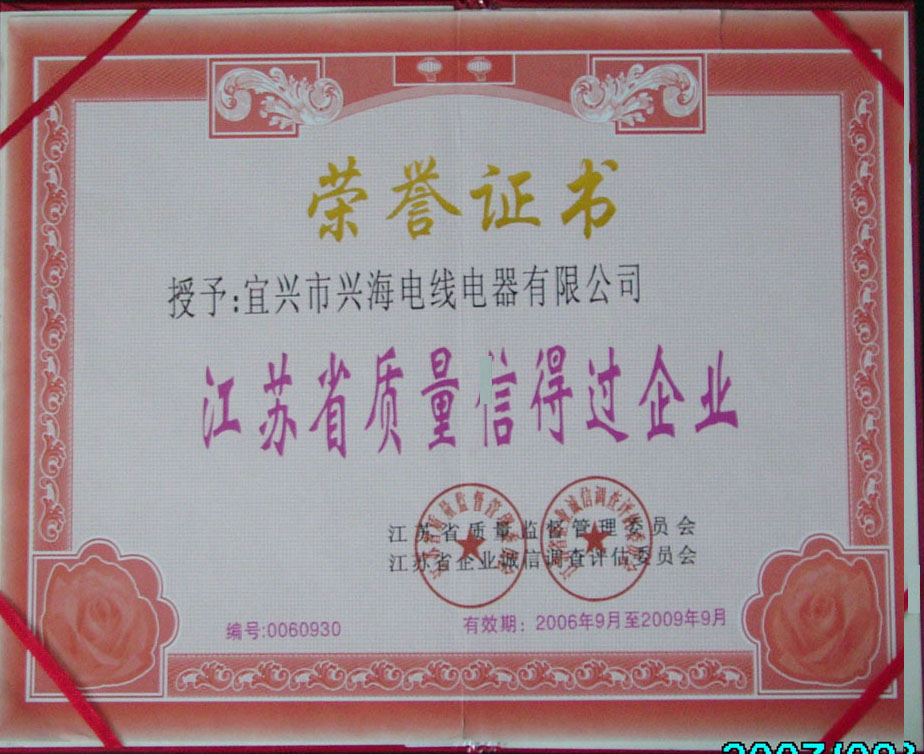 荣誉证书
授予:宜兴市兴海电线电器有限公司
江苏省质量信得过企业
江苏省质量监督管理委员会
江苏省企业诚信调查评估委员会
编号:0060930
有效期：2006年9月至2009年9月